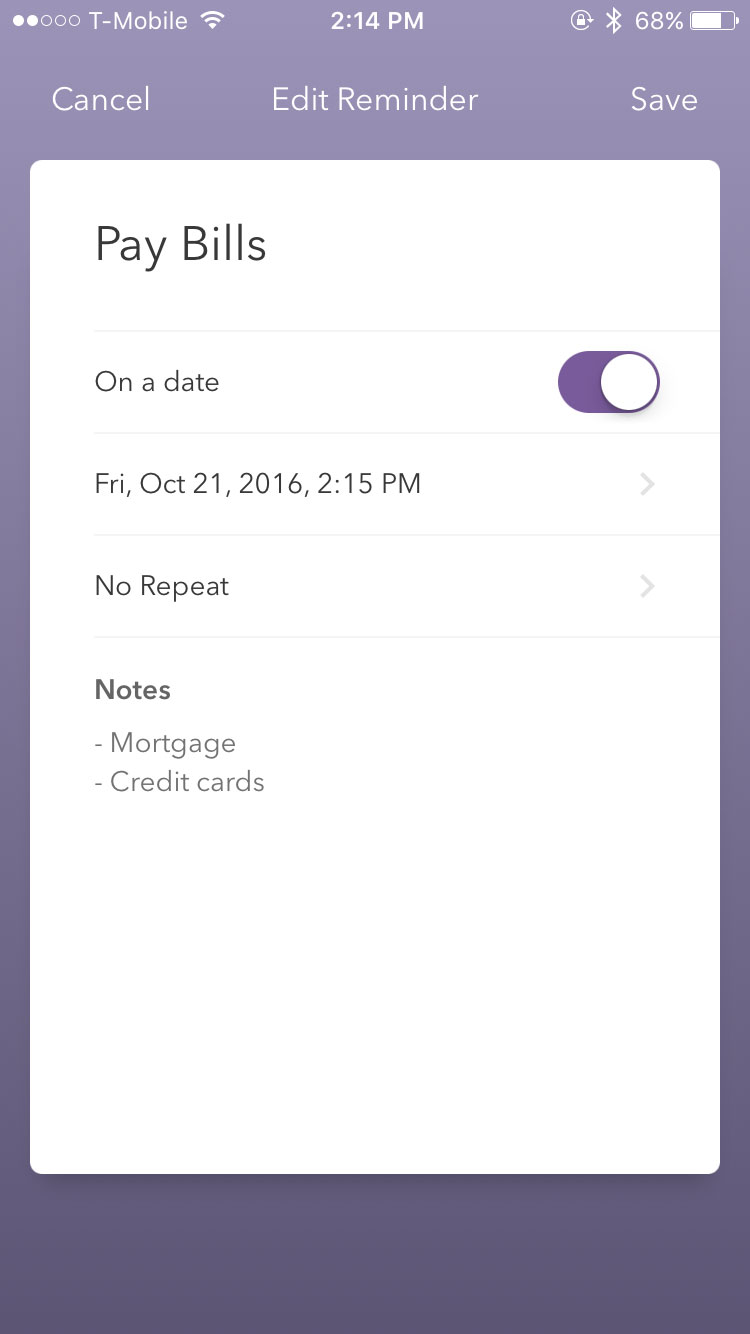 T-Mobile 2:14 PM 68%
Cancel Edit Reminder Save
Pay Bills
On a date
Fri, Oct 21, 2016, 2:15 PM
No Repeat
Notes
- Mortgage
- Credit cards